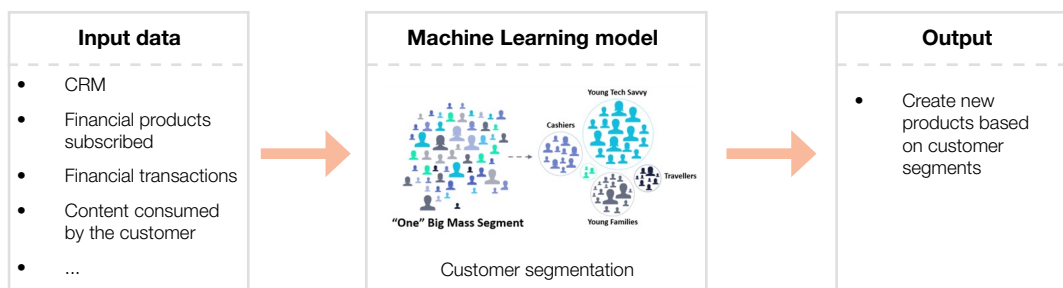 Input data
• CRM
• Financial products
subscribed
• Financial transactions
• Content consumed
by the customer
• ...
Machine Learning model
Young Tech Savvy
Cashiers
Travellers
"One" Big Mass Segment
Young Families
Customer segmentation
Output
• Create new
products based
on customer
segments